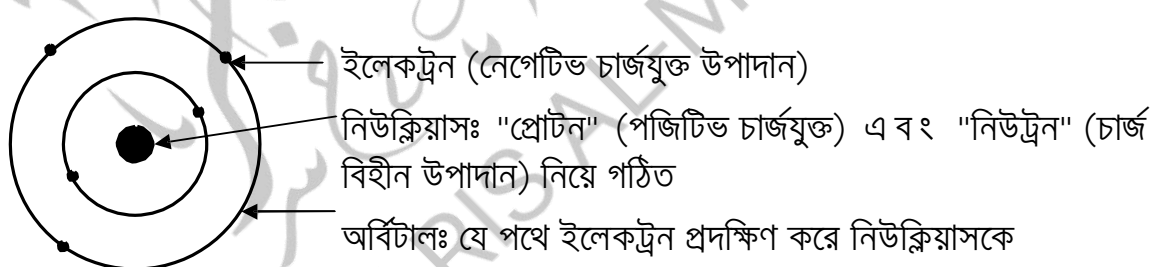 ইলেকট্রন (নেগেটিভ চার্জযুক্ত উপাদান)
নিউক্লিয়াসঃ "প্রোটন" (পজিটিভ চার্জযুক্ত) এ ব ং "নিউট্রন" (চার্জ
বিহীন উপাদান) নিয়ে গঠিত
অর্বিটালঃ যে পথে ইলেকট্রন প্রদক্ষিণ করে নিউক্লিয়াসকে